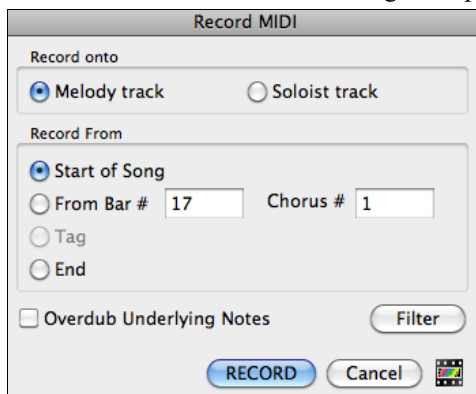 Record MIDI
Record onto
Melody track Soloist track
Record From
Start of Song
From Bar # 17 Chorus # 1
Tag
End
Overdub Underlying Notes Filter
RECORD Cancel